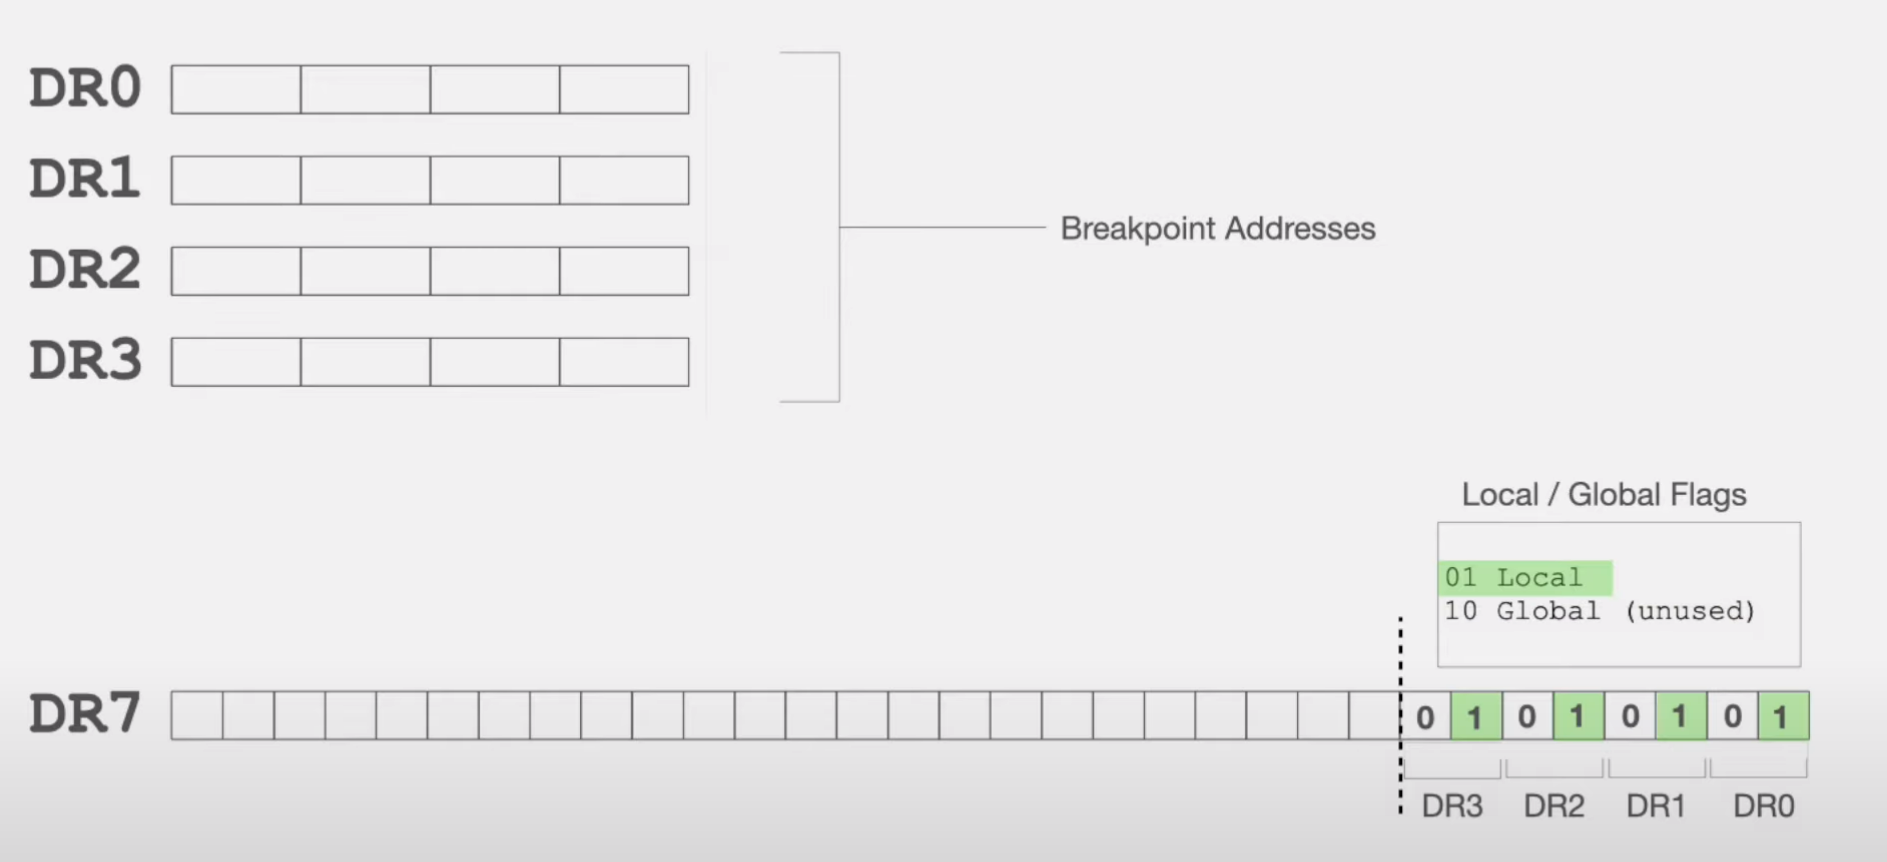 DR0
DR1
DR2
DR3
Breakpoint Addresses
Local / Global Flags
01 Local
10 Global (unused)
DR7
0 1 0 1 0 1 0 1
DR3 DR2 DR1 DR0